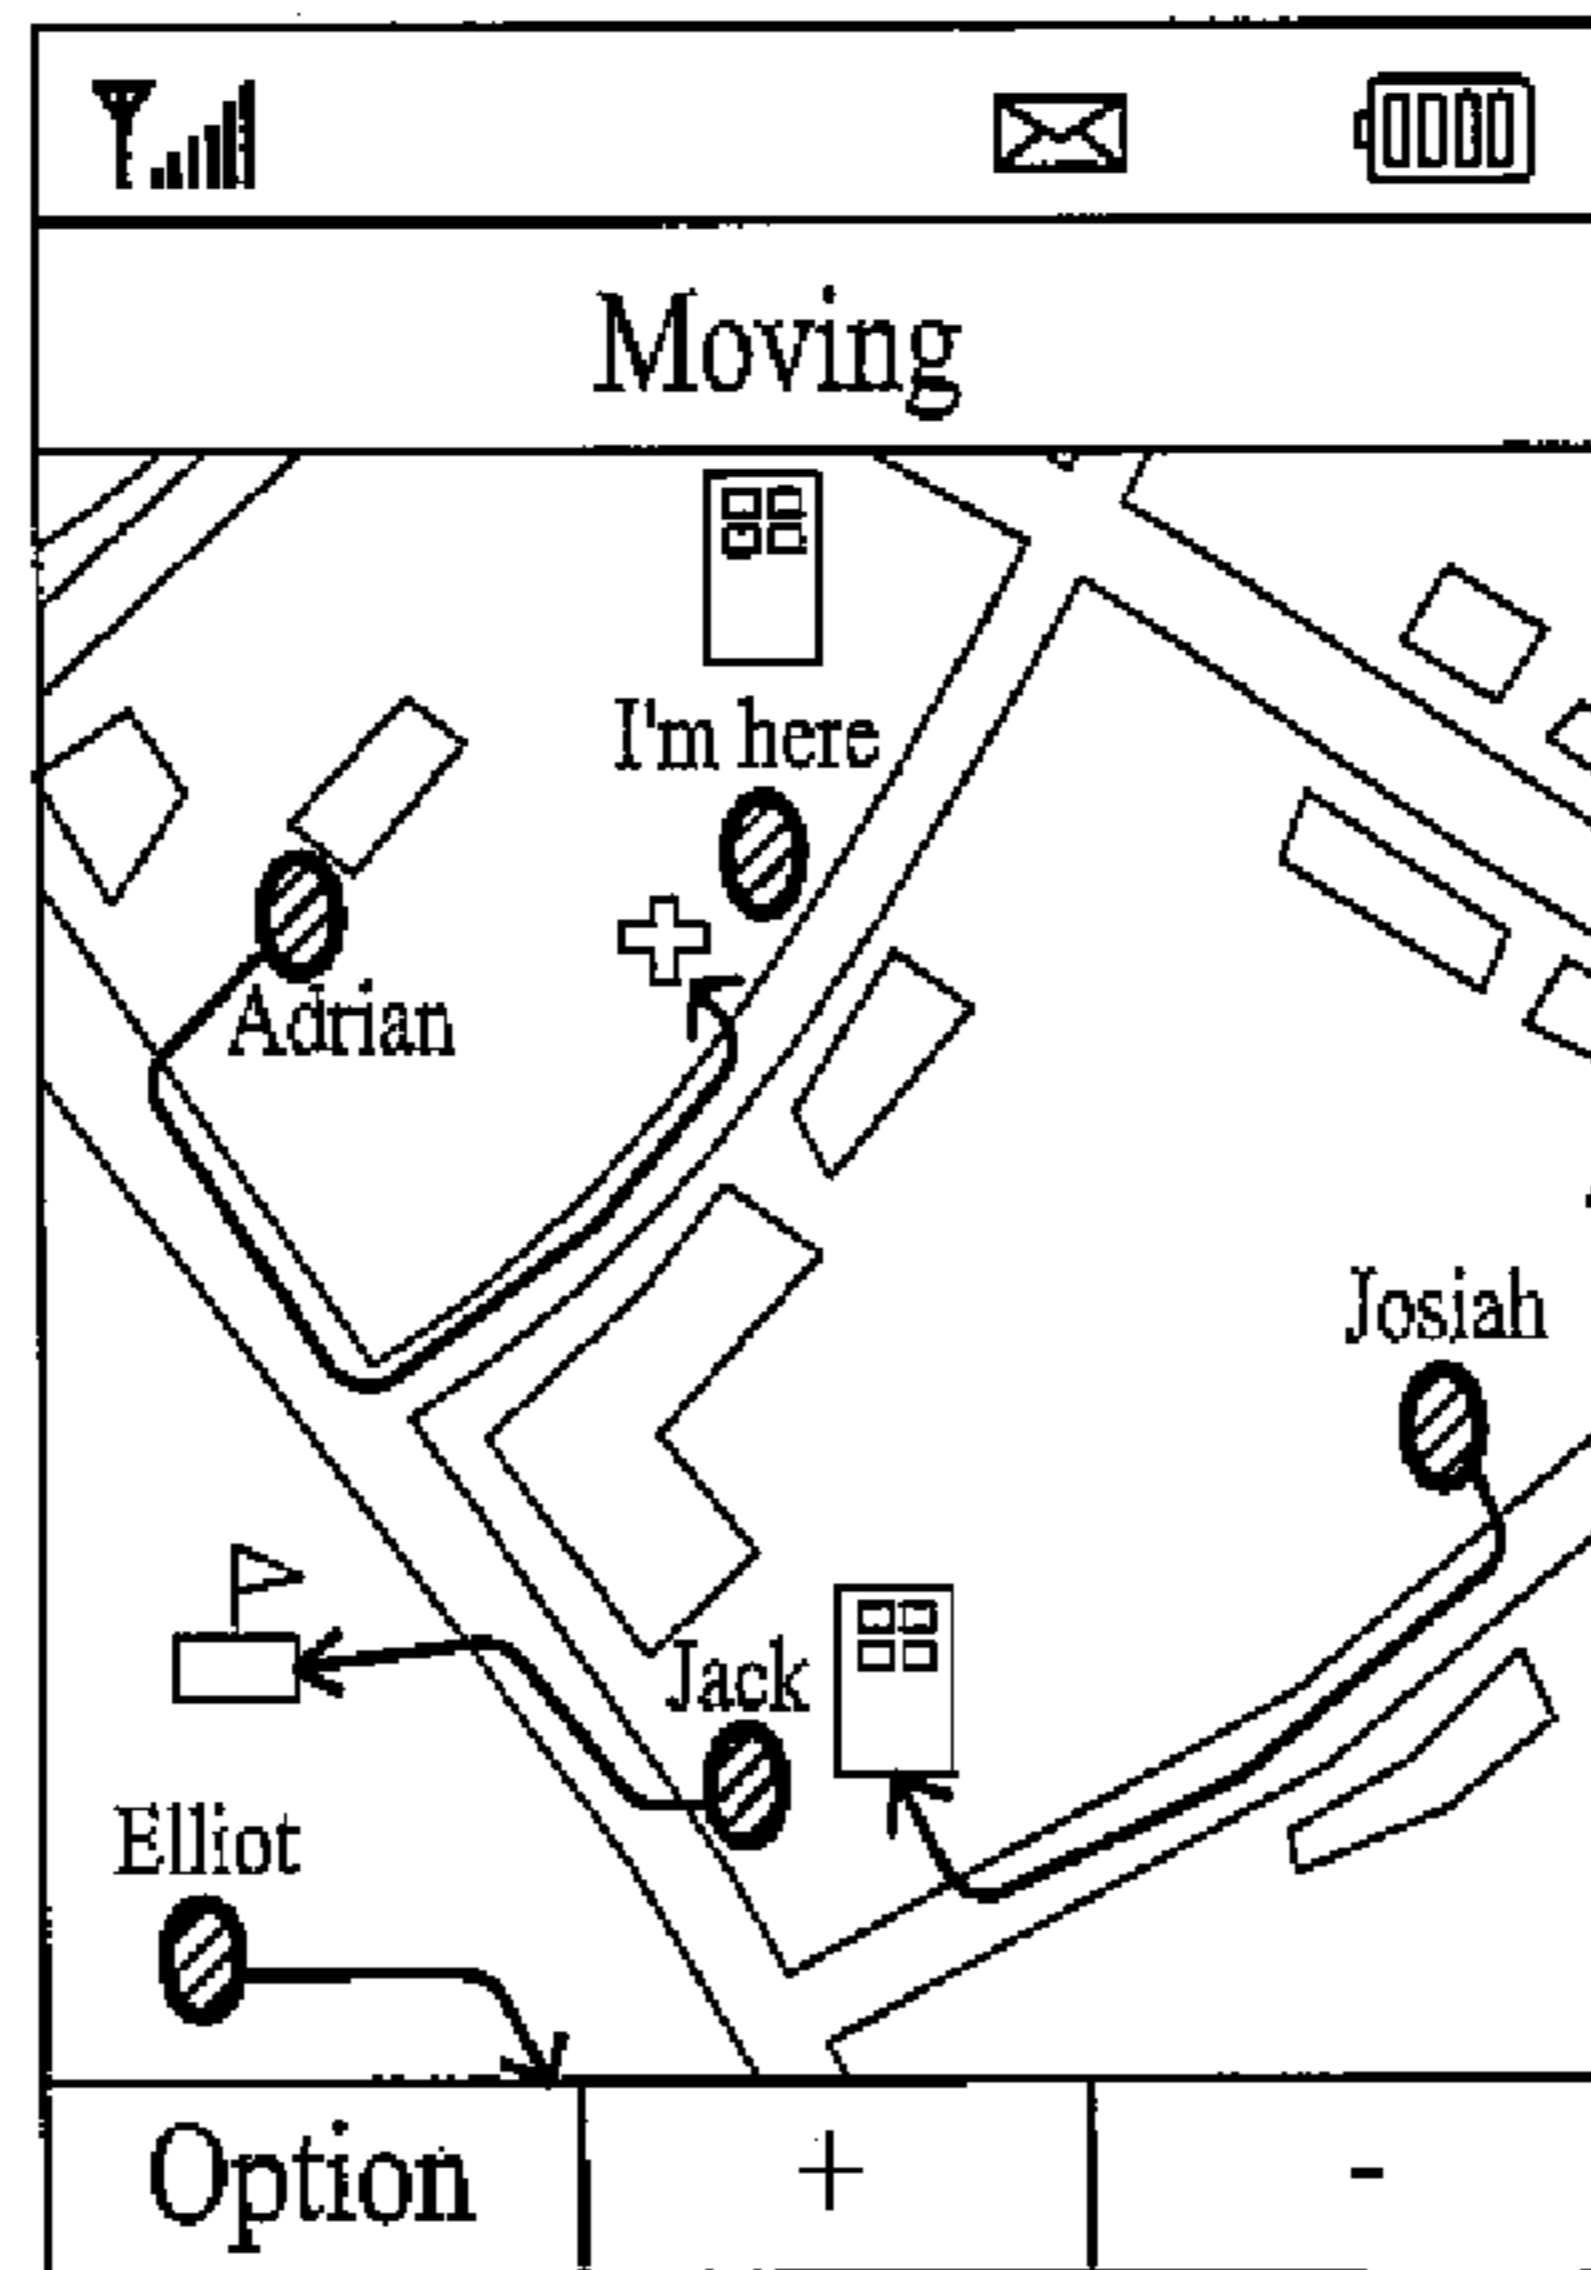 Moving
I'm here
Adrian
Josiah
Jack
Elliot
Option
+
-